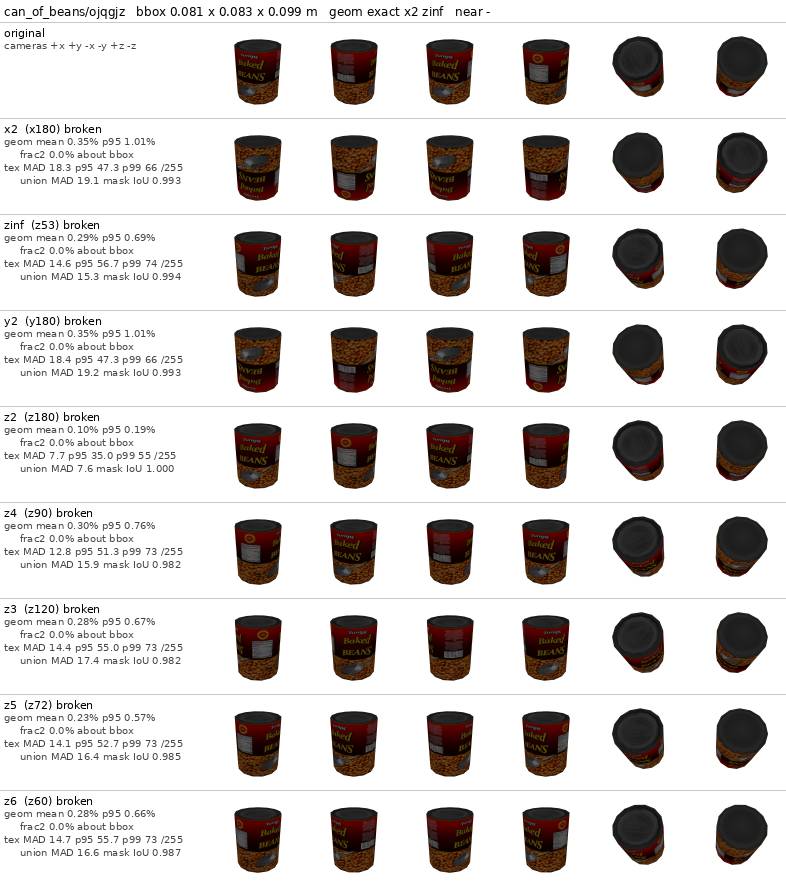 can_of_beans/ojqgjz bbox 0.081 x 0.083 x 0.099 m geom exact x2 zinf near -
original
cameras +x +y -x -y +z -z
x2 (x180) broken
geom mean 0.35% p95 1.01%
frac2 0.0% about bbox
tex MAD 18.3 p95 47.3 p99 66 /255
union MAD 19.1 mask IoU 0.993
zinf (z53) broken
geom mean 0.29% p95 0.69%
frac2 0.0% about bbox
tex MAD 14.6 p95 56.7 p99 74 /255
union MAD 15.3 mask IoU 0.994
y2 (y180) broken
geom mean 0.35% p95 1.01%
frac2 0.0% about bbox
tex MAD 18.4 p95 47.3 p99 66 /255
union MAD 19.2 mask IoU 0.993
z2 (z180) broken
geom mean 0.10% p95 0.19%
frac2 0.0% about bbox
tex MAD 7.7 p95 35.0 p99 55 /255
union MAD 7.6 mask IoU 1.000
z4 (z90) broken
geom mean 0.30% p95 0.76%
frac2 0.0% about bbox
tex MAD 12.8 p95 51.3 p99 73 /255
union MAD 15.9 mask IoU 0.982
z3 (z120) broken
geom mean 0.28% p95 0.67%
frac2 0.0% about bbox
tex MAD 14.4 p95 55.0 p99 73 /255
union MAD 17.4 mask IoU 0.982
z5 (z72) broken
geom mean 0.23% p95 0.57%
frac2 0.0% about bbox
tex MAD 14.1 p95 52.7 p99 73 /255
union MAD 16.4 mask IoU 0.985
z6 (z60) broken
geom mean 0.28% p95 0.66%
frac2 0.0% about bbox
tex MAD 14.7 p95 55.7 p99 73 /255
union MAD 16.6 mask IoU 0.987
Baked
BEANS